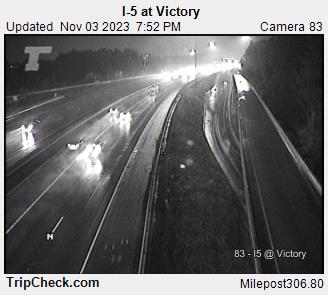 I-5 at Victory
Updated Nov 03 2023 7:52 PM Camera 83
T
N
83 - I5 @ Victory
TripCheck.com Milepost306.80